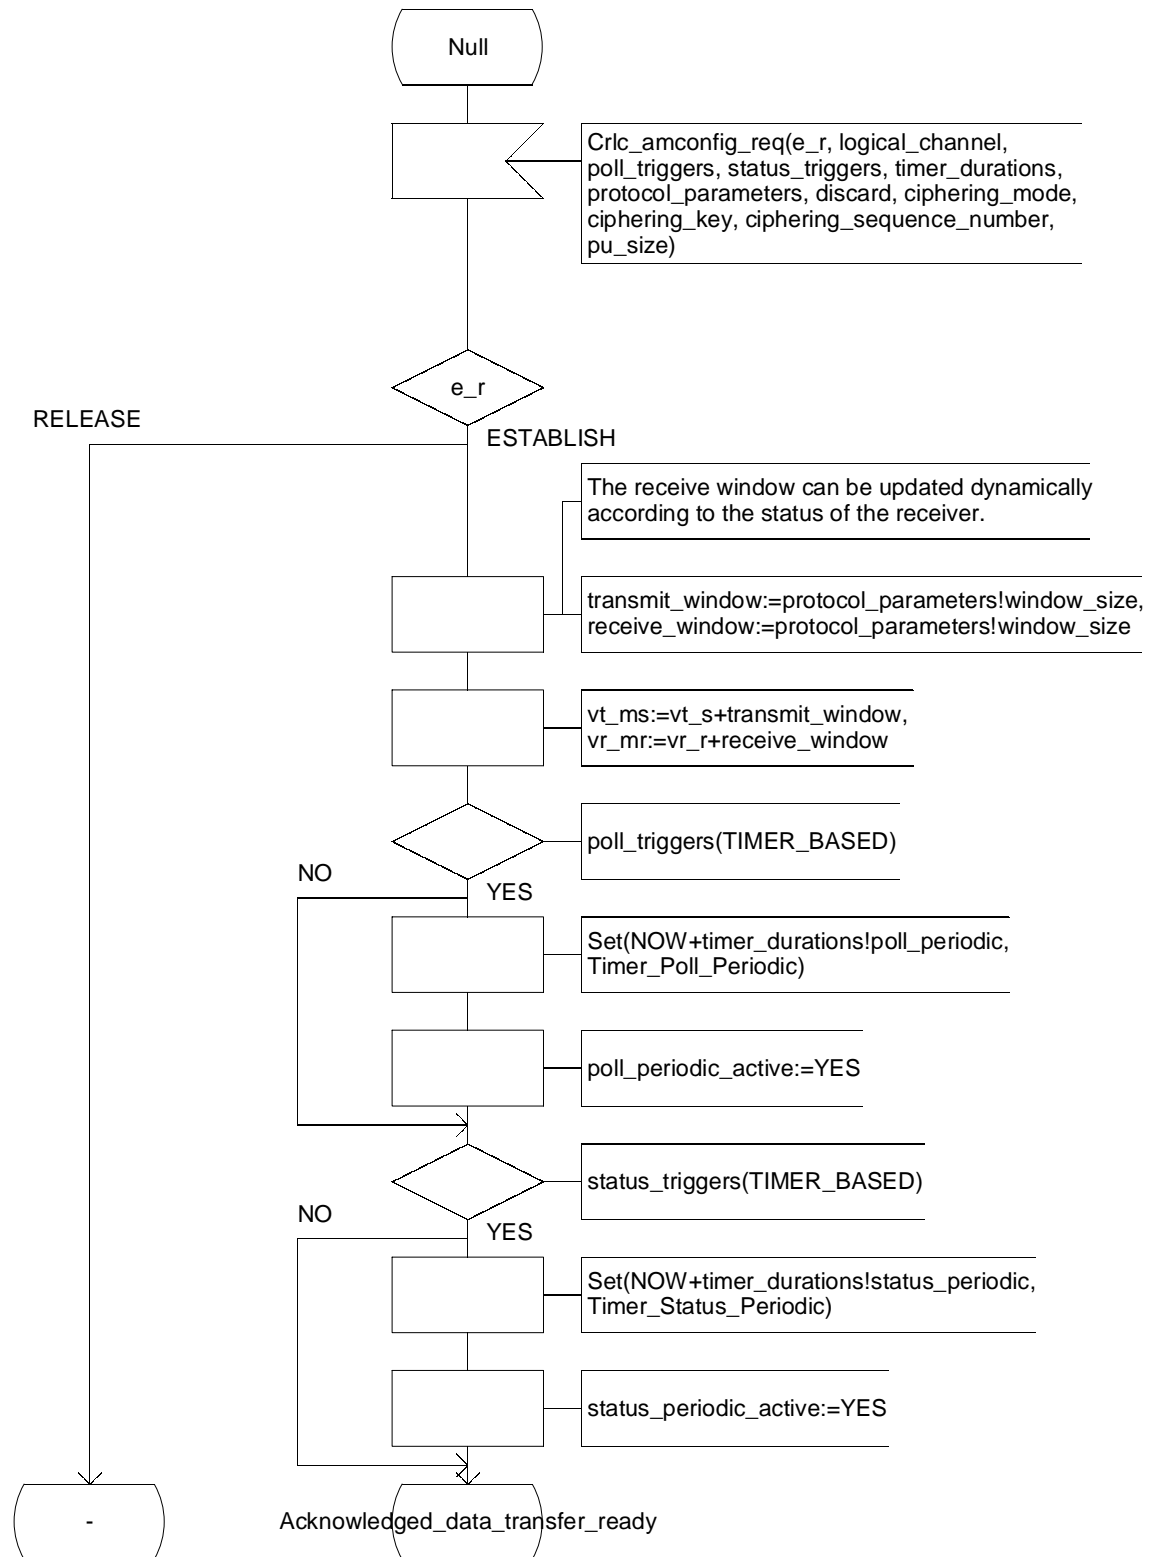 Null
Crlc_amconfig_req(e_r, logical_channel,
poll_triggers, status_triggers, timer_durations,
protocol_parameters, discard, ciphering_mode,
ciphering_key, ciphering_sequence_number,
pu_size)
e_r
RELEASE
ESTABLISH
The receive window can be updated dynamically
according to the status of the receiver.
transmit_window:=protocol_parameters!window_size,
receive_window:=protocol_parameters!window_size
vt_ms:=vt_s+transmit_window,
vr_mr:=vr_r+receive_window
poll_triggers(TIMER_BASED)
NO
YES
Set(NOW+timer_durations!poll_periodic,
Timer_Poll_Periodic)
poll_periodic_active:=YES
status_triggers(TIMER_BASED)
NO
YES
Set(NOW+timer_durations!status_periodic,
Timer_Status_Periodic)
status_periodic_active:=YES
-
Acknowledged_data_transfer_ready